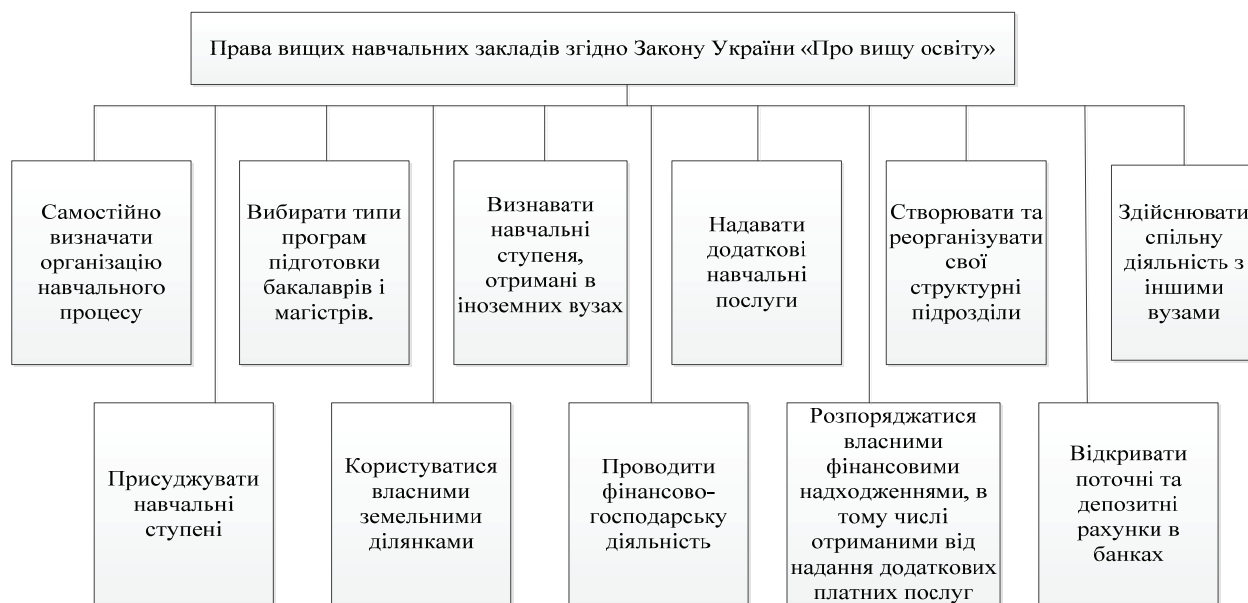 Права вищих навчальних закладів згідно Закону України «Про вищу освіту»
Самостійно
визначати
організацію
навчального
процесу
Вибирати типи
програм
підготовки
бакалаврів і
магістрів.
Визнавати
навчальні
ступеня,
отримані в
іноземних вузах
Надавати
додаткові
навчальні
послуги
Створювати та
реорганізувати
свої
структурні
підрозділи
Здійснювати
спільну
діяльність з
іншими
вузами
Присуджувати
навчальні
ступені
Користуватися
власними
земельними
ділянками
Проводити
фінансово-
господарську
діяльність
Розпоряджатися
власними
фінансовими
надходженнями, в
тому числі
отриманими від
надання додаткових
платних послуг
Відкривати
поточні та
депозитні
рахунки в
банках